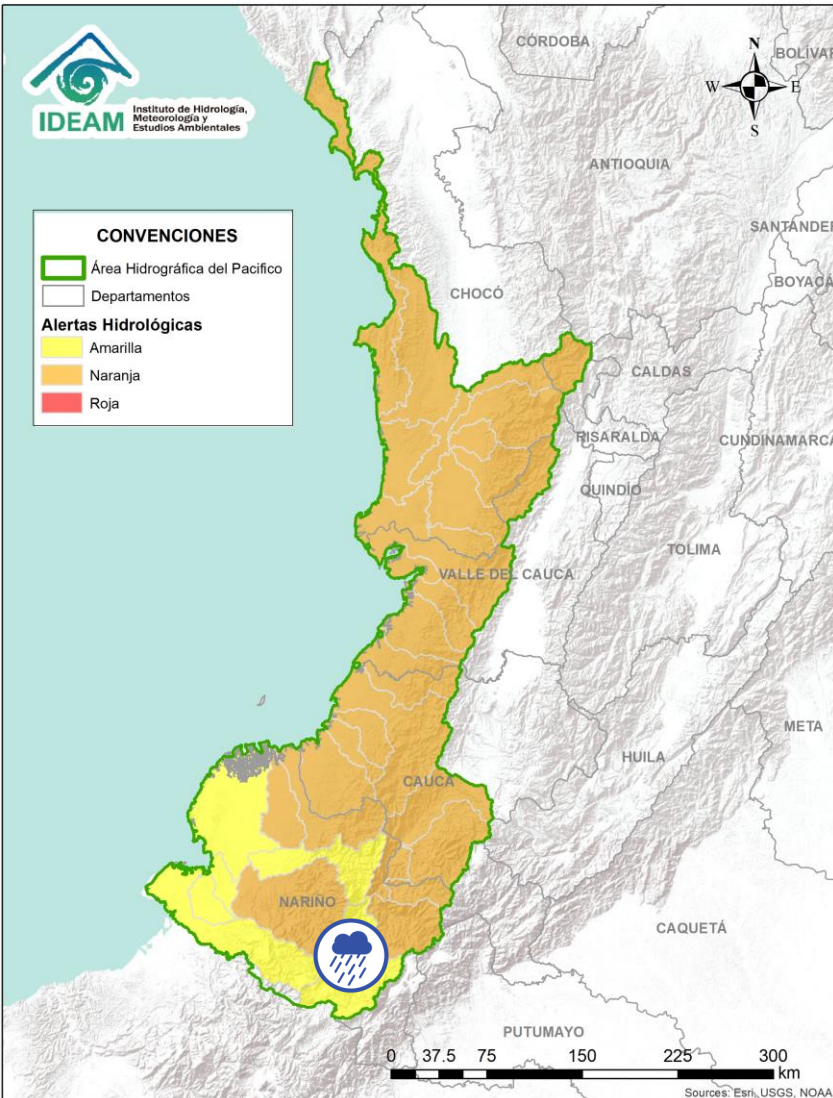 IDEAM
Instituto de Hidrología,
Meteorología y
Estudios Ambientales
N
W
E
S
CÓRDOBA
BOLÍVAR
ANTIOQUIA
SANTANDER
BOYACÁ
CONVENCIONES
Área Hidrográfica del Pacifico
Departamentos
Alertas Hidrológicas
Amarilla
Naranja
Roja
CHOCÓ
CALDAS
RISARALDA
CUNDINAMARCA
QUINDÍO
TOLIMA
VALLE DEL CAUCA
META
HUILA
CAUCA
NARIÑO
CAQUETÁ
PUTUMAYO
0 37.5 75 150 225 300
km
Sources: Esri, USGS, NOAA